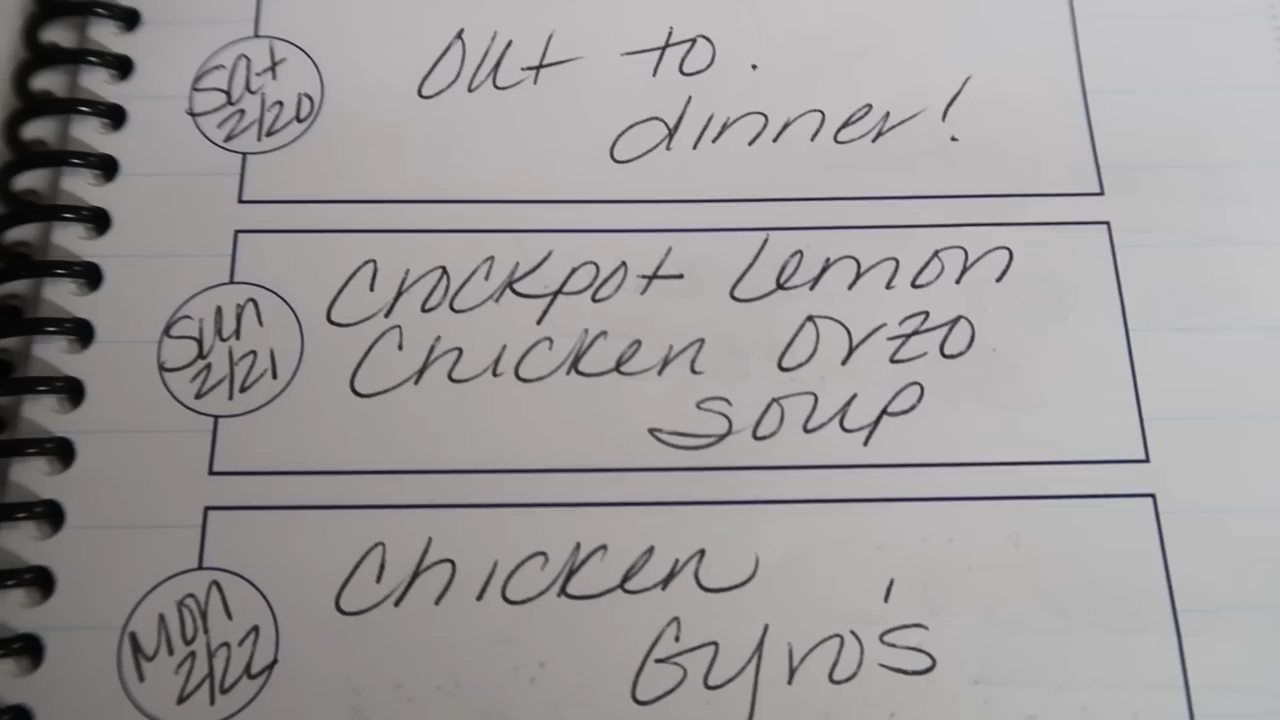 Sat
2/20
Out to.
dinner!
Sun
2/21
Crockpot Lemon
Chicken Orzo
Soup
Mon
2/22
Chicken
Gyro's